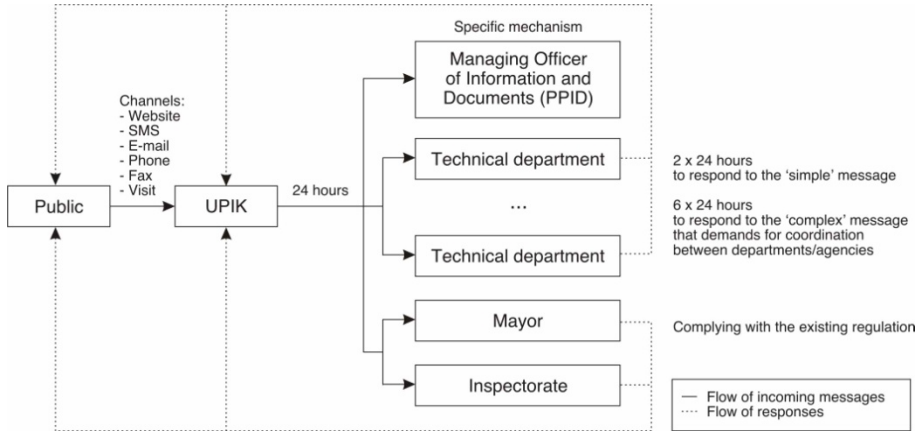 Specific mechanism
Managing Officer
of Information and
Documents (PPID)
Channels:
- Website
- SMS
- E-mail
- Phone
- Fax
- Visit
Public
UPIK
24 hours
Technical department
...
Technical department
2 x 24 hours
to respond to the ‘simple’ message
6 x 24 hours
to respond to the ‘complex’ message
that demands for coordination
between departments/agencies
Mayor
Complying with the existing regulation
Inspectorate
Flow of incoming messages
Flow of responses